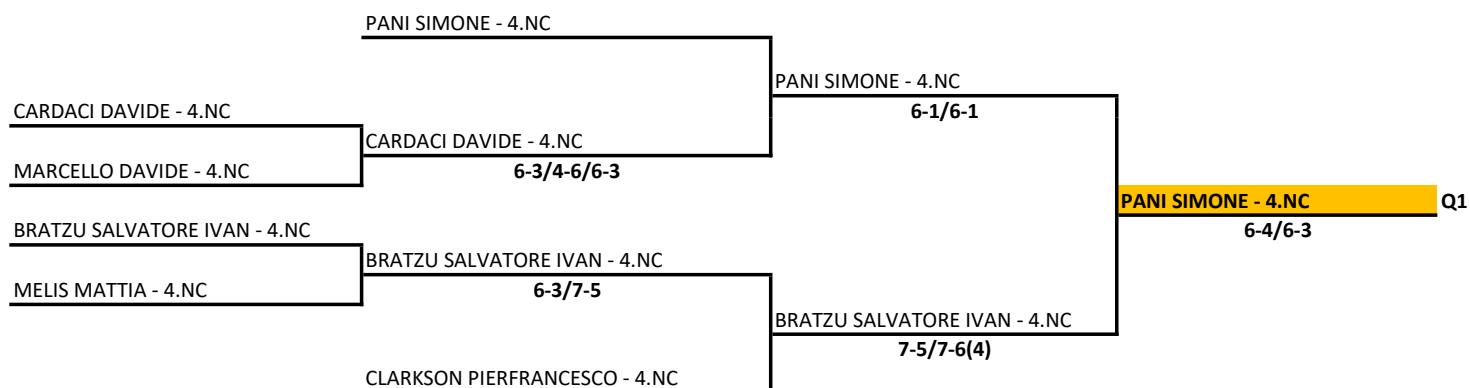 PANI SIMONE - 4.NC
PANI SIMONE - 4.NC
CARDACI DAVIDE - 4.NC
6-1/6-1
CARDACI DAVIDE - 4.NC
MARCELLO DAVIDE - 4.NC
6-3/4-6/6-3
PANI SIMONE - 4.NC Q1
BRATZU SALVATORE IVAN - 4.NC
6-4/6-3
BRATZU SALVATORE IVAN - 4.NC
MELIS MATTIA - 4.NC
6-3/7-5
BRATZU SALVATORE IVAN - 4.NC
7-5/7-6(4)
CLARKSON PIERFRANCESCO - 4.NC